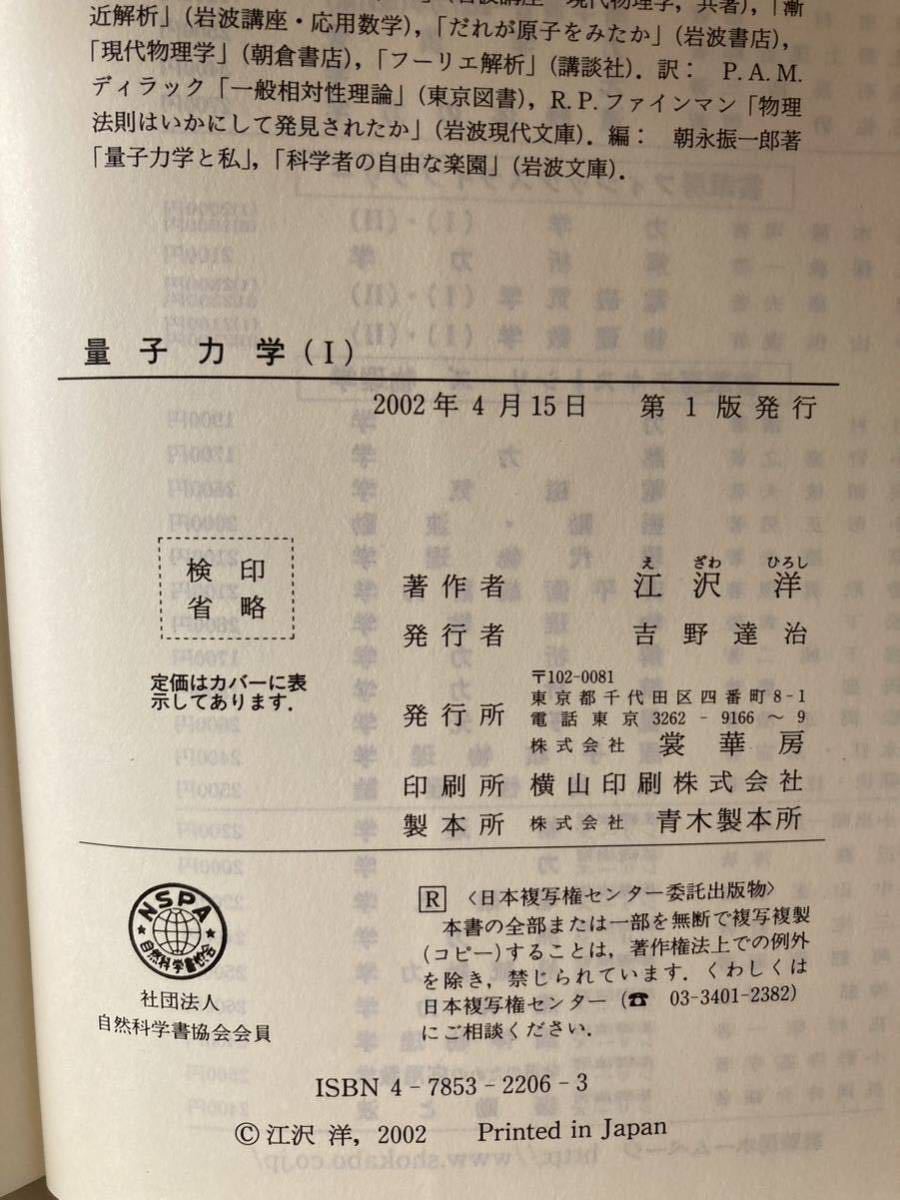 近解析」(岩波講座・応用数学),「だれが原子をみたか」(岩波書店),
「現代物理学」(朝倉書店),「フーリエ解析」(講談社). 訳： P.A.M.
ディラック「一般相対性理論」(東京図書), R.P.ファインマン「物理
法則はいかにして発見されたか」(岩波現代文庫). 編： 朝永振一郎著
「量子力学と私」,「科学者の自由な楽園」(岩波文庫).
量子力学(I)
2002年4月15日 第1版発行
検印
省略
定価はカバーに表
示してあります.
え ざわ ひろし
著作者 江沢洋
発行者 吉野達治
発行所
〒102-0081
東京都千代田区四番町8-1
電話東京 3262-9166～9
株式会社 裳華房
印刷所 横山印刷株式会社
製本所 株式会社 青木製本所
NSPA
自然科学書協会
社団法人
自然科学書協会会員
R 〈日本複写権センター委託出版物〉
本書の全部または一部を無断で複写複製
(コピー)することは, 著作権法上での例外
を除き, 禁じられています. くわしくは
日本複写権センター (☎ 03-3401-2382)
にご相談ください.
ISBN 4-7853-2206-3
© 江沢 洋, 2002 Printed in Japan